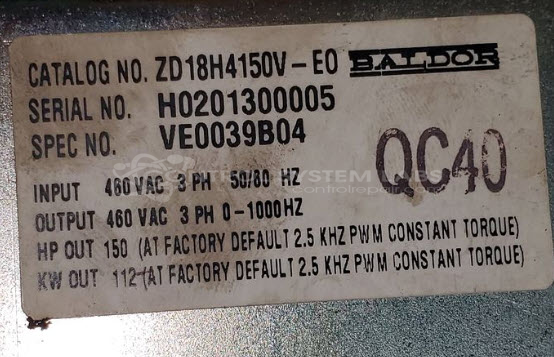 CATALOG NO. ZD18H4150V-EO BALDOR
SERIAL NO. H0201300005
SPEC NO. VE0039B04
QC40
INPUT 460 VAC 3 PH 50/60 HZ
OUTPUT 460 VAC 3 PH 0-1000HZ
HP OUT 150 (AT FACTORY DEFAULT 2.5 KHZ PWM CONSTANT TORQUE)
KW OUT 112 (AT FACTORY DEFAULT 2.5 KHZ PWM CONSTANT TORQUE)